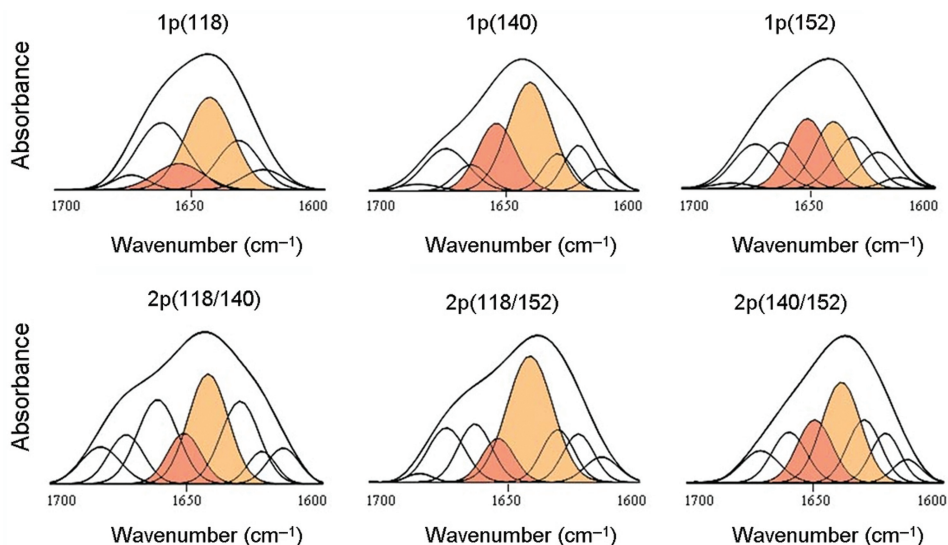 1p(118) 1p(140) 1p(152)
Absorbance
1700 1650 1600 1700 1650 1600 1700 1650 1600
Wavenumber (cm⁻¹) Wavenumber (cm⁻¹) Wavenumber (cm⁻¹)
2p(118/140) 2p(118/152) 2p(140/152)
Absorbance
1700 1650 1600 1700 1650 1600 1700 1650 1600
Wavenumber (cm⁻¹) Wavenumber (cm⁻¹) Wavenumber (cm⁻¹)